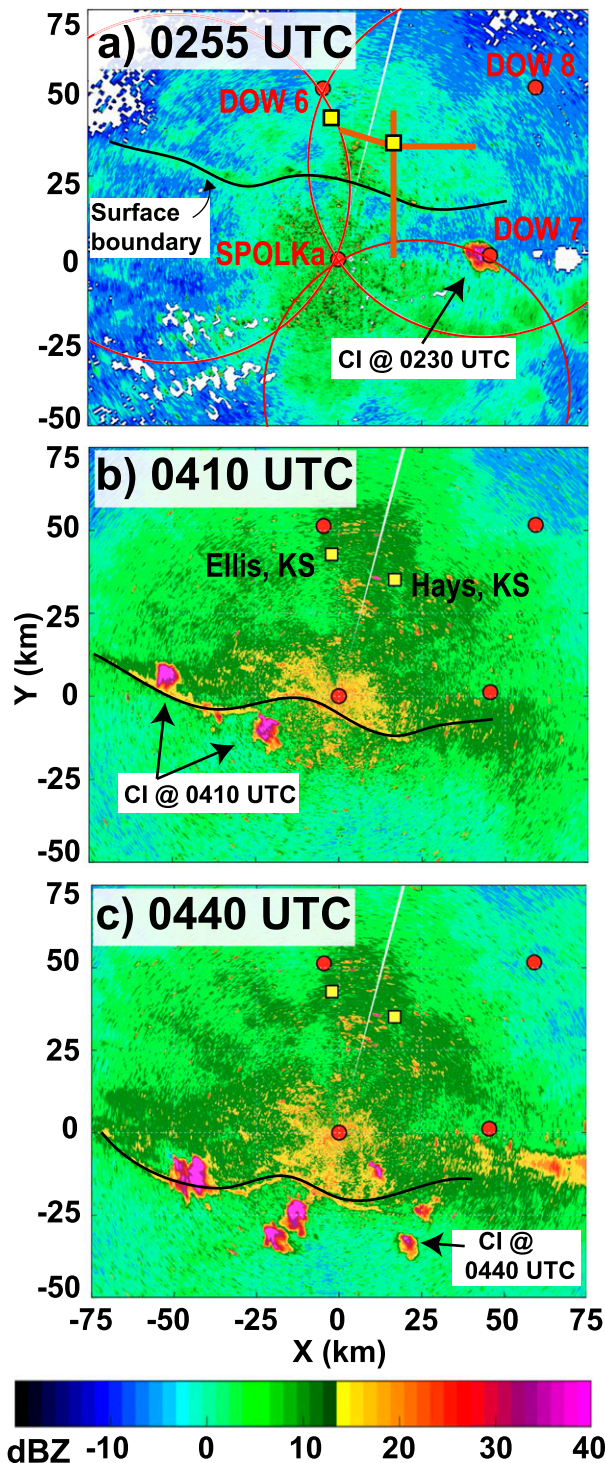 a) 0255 UTC
75
50
25
0
-25
-50
DOW 6
DOW 8
Surface
boundary
SPOLKa
DOW 7
CI @ 0230 UTC
b) 0410 UTC
75
50
25
0
-25
-50
Y (km)
Ellis, KS
Hays, KS
CI @ 0410 UTC
c) 0440 UTC
75
50
25
0
-25
-50
CI @
0440 UTC
-75 -50 -25 0 25 50 75
X (km)
dBZ -10 0 10 20 30 40